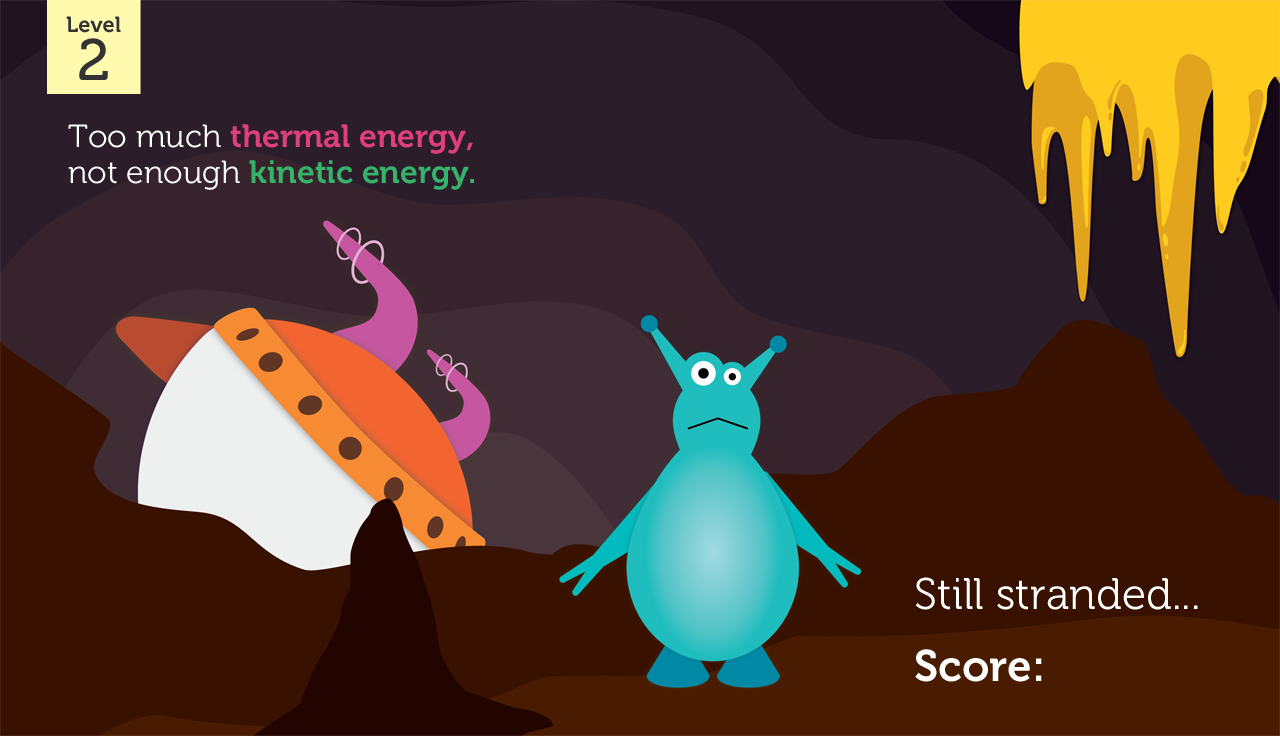 Level
2
Too much thermal energy,
not enough kinetic energy.
Still stranded...
Score: